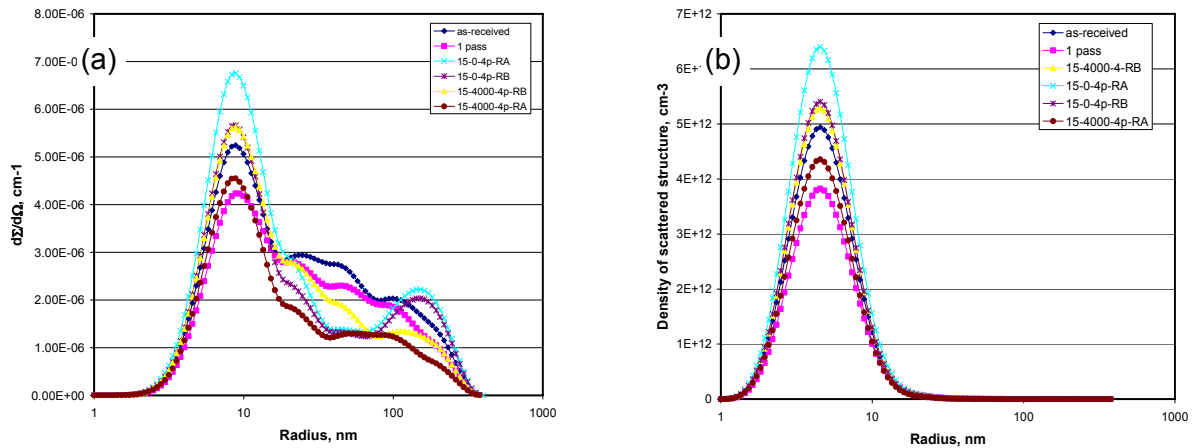 (a)
8.00E-06
7.00E-06
6.00E-06
5.00E-06
4.00E-06
3.00E-06
2.00E-06
1.00E-06
0.00E+00
dΣ/dΩ, cm-1
1
10
100
1000
Radius, nm
as-received
1 pass
15-0-4p-RA
15-0-4p-RB
15-4000-4p-RB
15-4000-4p-RA
(b)
7E+12
6E+12
5E+12
4E+12
3E+12
2E+12
1E+12
0
Density of scattered structure, cm-3
1
10
100
1000
Radius, nm
as-received
1 pass
15-4000-4-RB
15-0-4p-RA
15-0-4p-RB
15-4000-4p-RA